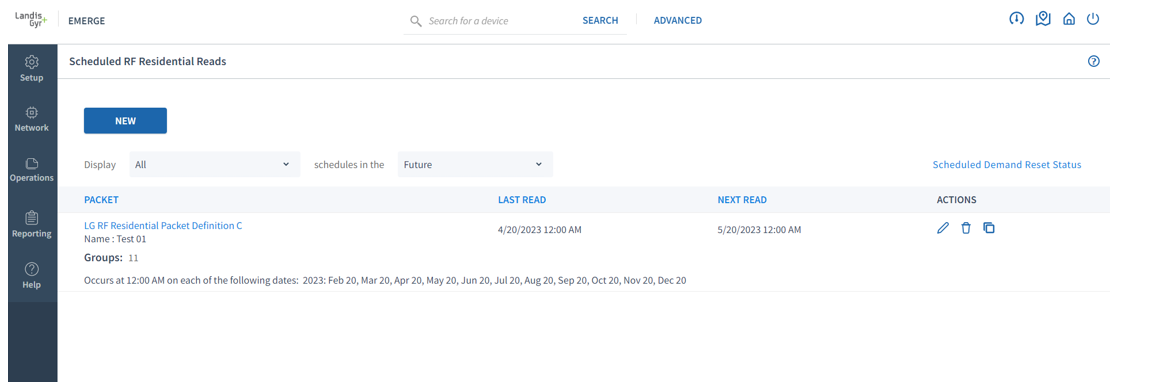 Landis+
Gyr
EMERGE
Search for a device
SEARCH
ADVANCED
Setup
Network
Operations
Reporting
Help
Scheduled RF Residential Reads
NEW
Display All schedules in the Future
Scheduled Demand Reset Status
PACKET LAST READ NEXT READ ACTIONS
LG RF Residential Packet Definition C 4/20/2023 12:00 AM 5/20/2023 12:00 AM
Name : Test 01
Groups: 11
Occurs at 12:00 AM on each of the following dates: 2023: Feb 20, Mar 20, Apr 20, May 20, Jun 20, Jul 20, Aug 20, Sep 20, Oct 20, Nov 20, Dec 20